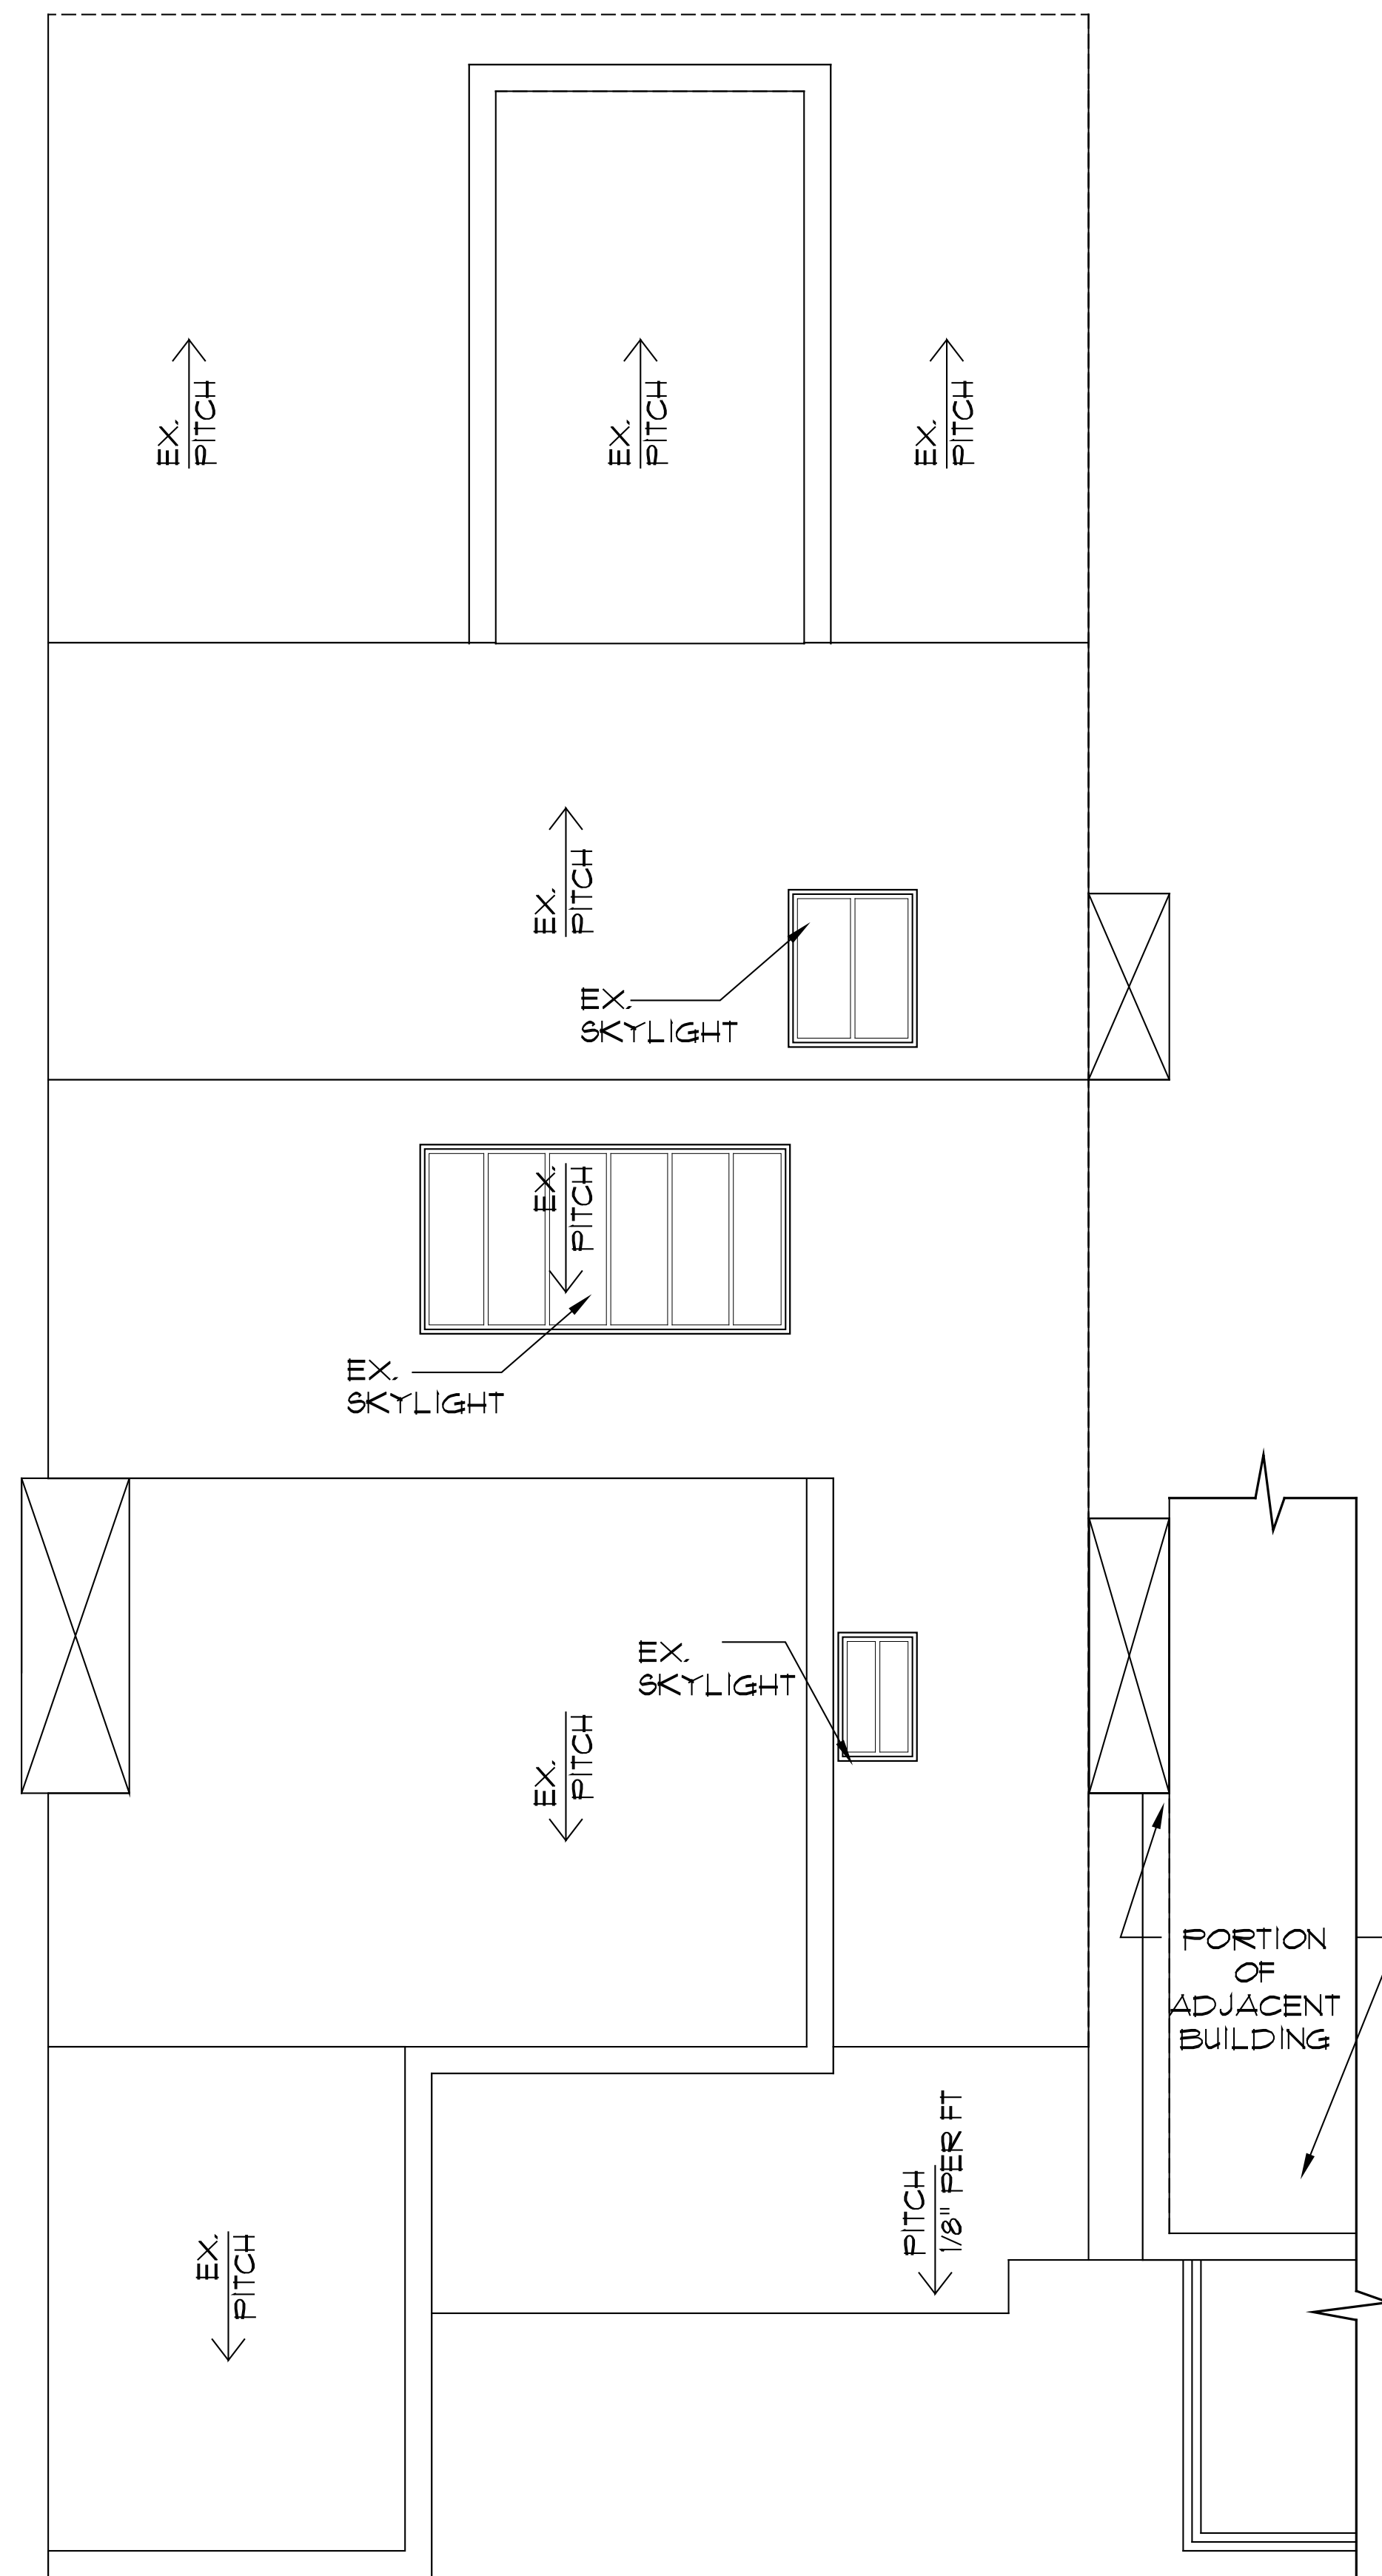 EX.
PITCH
EX.
PITCH
EX.
PITCH
EX.
PITCH
EX.
SKYLIGHT
EX.
PITCH
EX.
SKYLIGHT
EX.
SKYLIGHT
EX.
PITCH
PORTION
OF
ADJACENT
BUILDING
PITCH
1/8" PER FT
EX.
PITCH